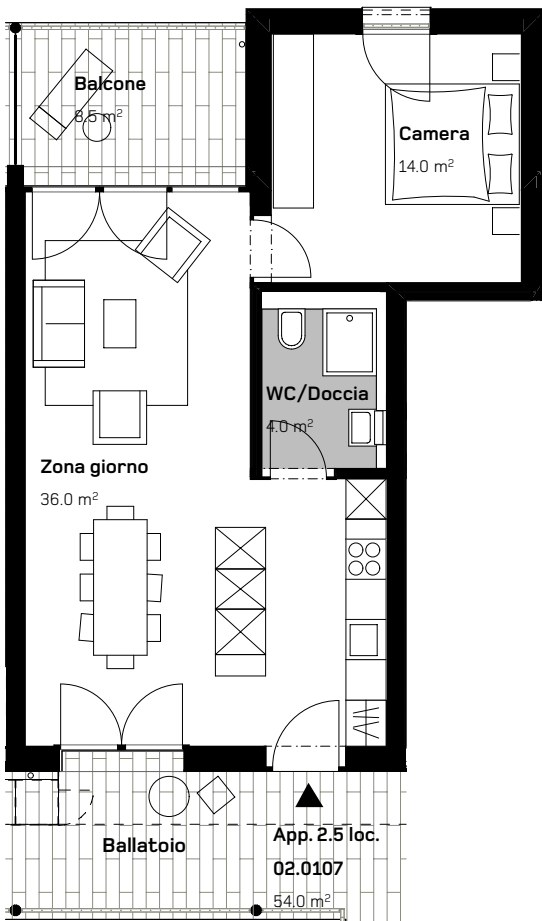 Balcone
8.5 m²
Camera
14.0 m²
WC/Doccia
4.0 m²
Zona giorno
36.0 m²
Ballatoio
App. 2.5 loc.
02.0107
54.0 m²